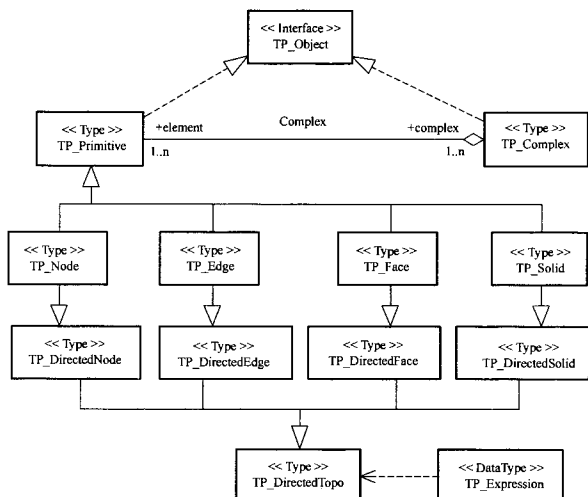 << Interface >>
TP_Object
<< Type >>
TP_Primitive
+element
1..n
Complex
+complex
1..n
<< Type >>
TP_Complex
<< Type >>
TP_Node
<< Type >>
TP_Edge
<< Type >>
TP_Face
<< Type >>
TP_Solid
<< Type >>
TP_DirectedNode
<< Type >>
TP_DirectedEdge
<< Type >>
TP_DirectedFace
<< Type >>
TP_DirectedSolid
<< Type >>
TP_DirectedTopo
<< DataType >>
TP_Expression